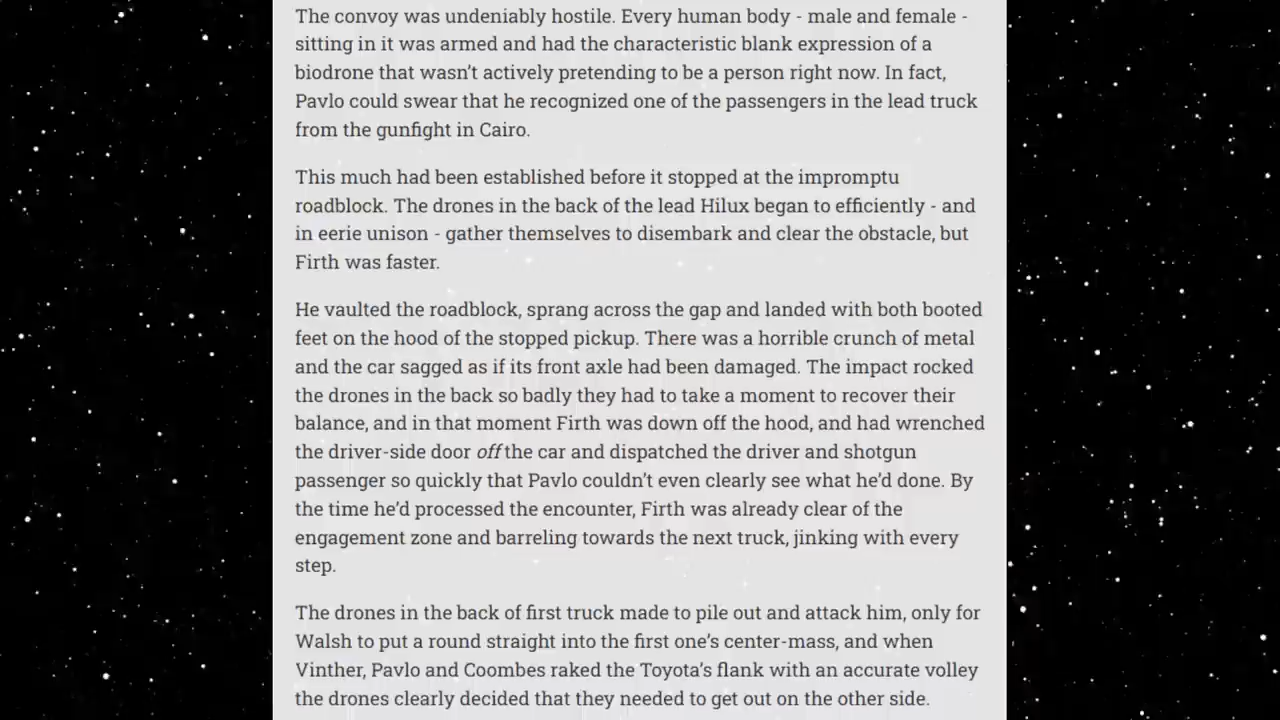 The convoy was undeniably hostile. Every human body - male and female -
sitting in it was armed and had the characteristic blank expression of a
biodrone that wasn’t actively pretending to be a person right now. In fact,
Pavlo could swear that he recognized one of the passengers in the lead truck
from the gunfight in Cairo.
This much had been established before it stopped at the impromptu
roadblock. The drones in the back of the lead Hilux began to efficiently - and
in eerie unison - gather themselves to disembark and clear the obstacle, but
Firth was faster.
He vaulted the roadblock, sprang across the gap and landed with both booted
feet on the hood of the stopped pickup. There was a horrible crunch of metal
and the car sagged as if its front axle had been damaged. The impact rocked
the drones in the back so badly they had to take a moment to recover their
balance, and in that moment Firth was down off the hood, and had wrenched
the driver-side door off the car and dispatched the driver and shotgun
passenger so quickly that Pavlo couldn’t even clearly see what he’d done. By
the time he’d processed the encounter, Firth was already clear of the
engagement zone and barreling towards the next truck, jinking with every
step.
The drones in the back of first truck made to pile out and attack him, only for
Walsh to put a round straight into the first one’s center-mass, and when
Vinther, Pavlo and Coombes raked the Toyota’s flank with an accurate volley
the drones clearly decided that they needed to get out on the other side.